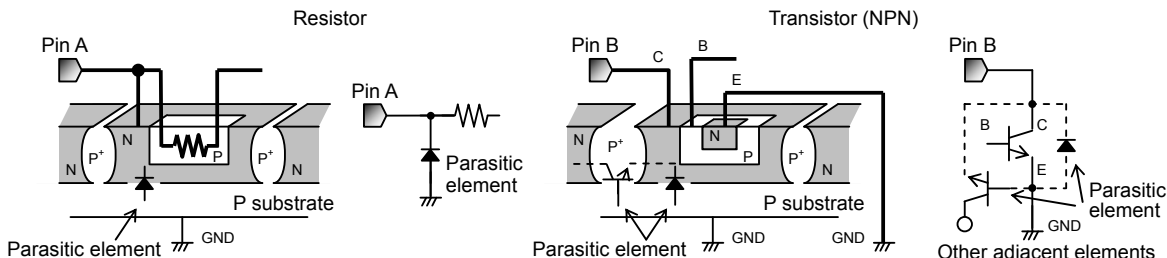 Resistor
Pin A
N
N
P+
P
P+
N
P substrate
Parasitic element
GND
Pin A
Parasitic
element
Transistor (NPN)
Pin B
C
B
E
N
P+
N
P
P+
N
P substrate
Parasitic element
GND
GND
Pin B
B
C
E
Parasitic
element
GND
Other adjacent elements